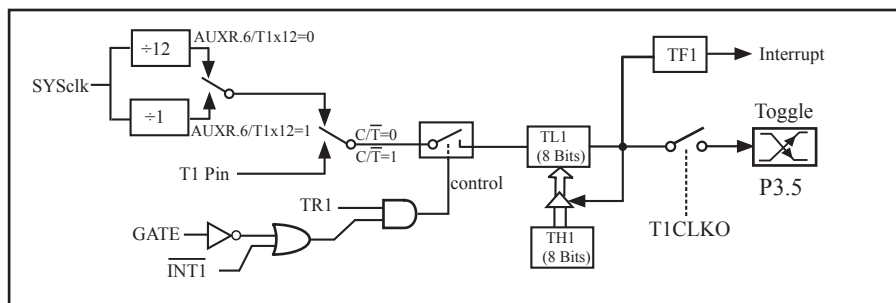 ÷12
AUXR.6/T1x12=0
SYSclk
÷1
AUXR.6/T1x12=1
T1 Pin
C/T̅=0
C/T̅=1
control
TR1
GATE
I̅N̅T̅1̅
TL1
(8 Bits)
TH1
(8 Bits)
TF1
Interrupt
Toggle
P3.5
T1CLKO